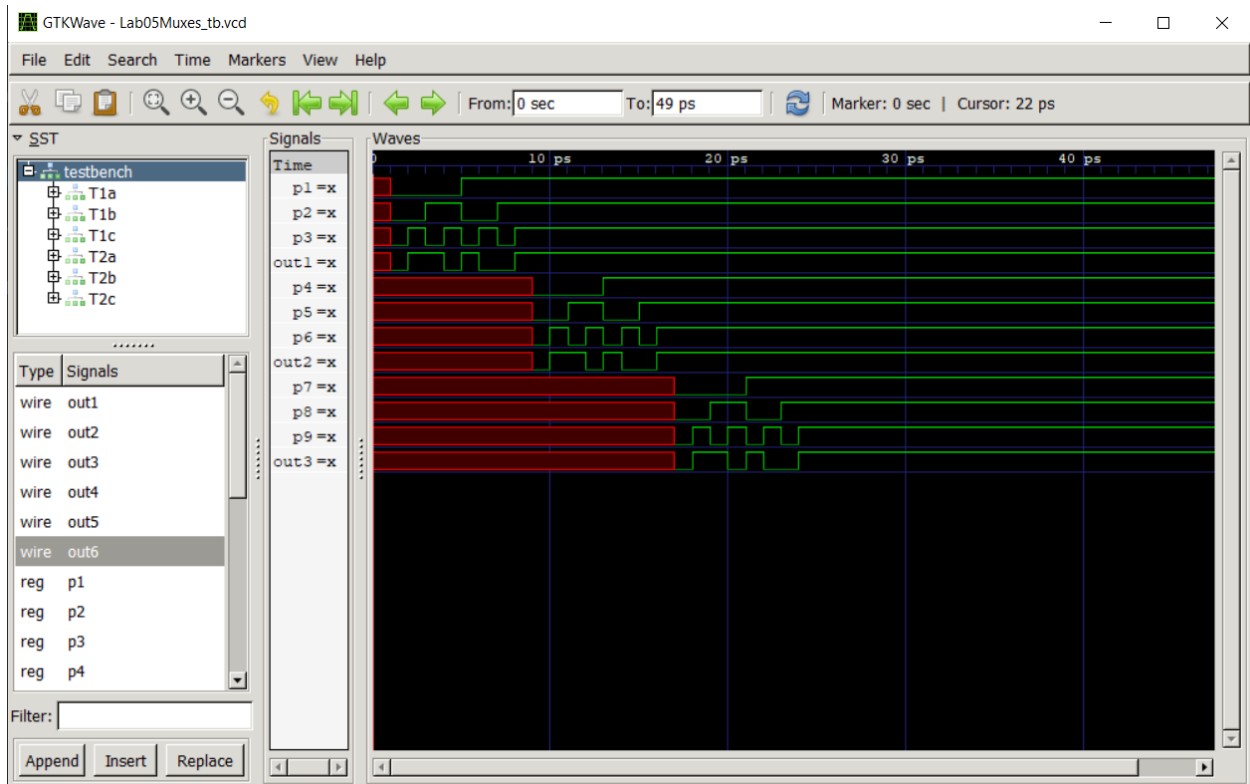 GTKWave - Lab05Muxes_tb.vcd
File Edit Search Time Markers View Help
From: 0 sec To: 49 ps Marker: 0 sec | Cursor: 22 ps
SST
testbench
T1a
T1b
T1c
T2a
T2b
T2c
Type Signals
wire out1
wire out2
wire out3
wire out4
wire out5
wire out6
reg p1
reg p2
reg p3
reg p4
Filter:
Append Insert Replace
Signals
Time
p1 =x
p2 =x
p3 =x
out1 =x
p4 =x
p5 =x
p6 =x
out2 =x
p7 =x
p8 =x
p9 =x
out3 =x
Waves
10 ps 20 ps 30 ps 40 ps